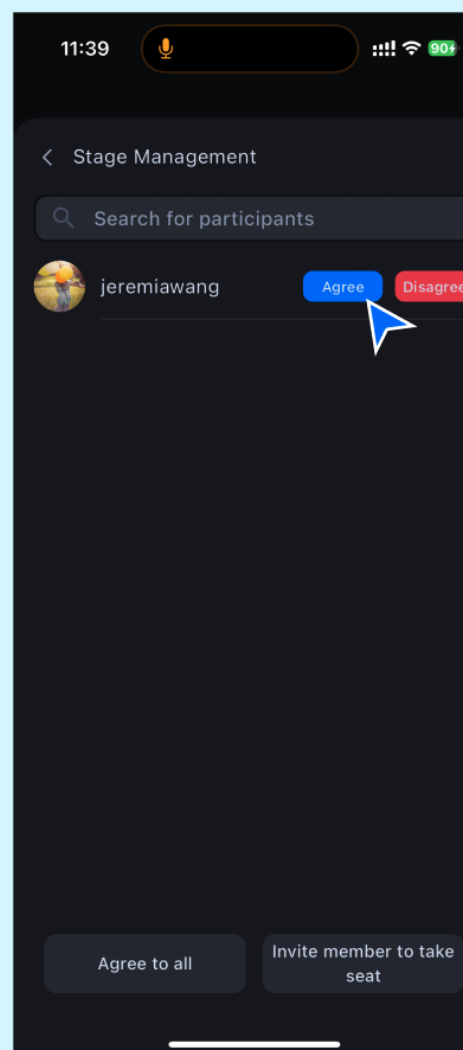 11:39
90
Stage Management
Search for participants
jeremiawang
Agree
Disagree
Agree to all
Invite member to take
seat